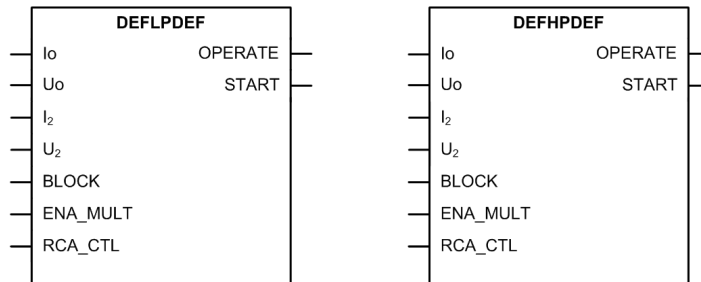 DEFLPDEF
Io OPERATE
Uo START
I₂
U₂
BLOCK
ENA_MULT
RCA_CTL
DEFHPDEF
Io OPERATE
Uo START
I₂
U₂
BLOCK
ENA_MULT
RCA_CTL